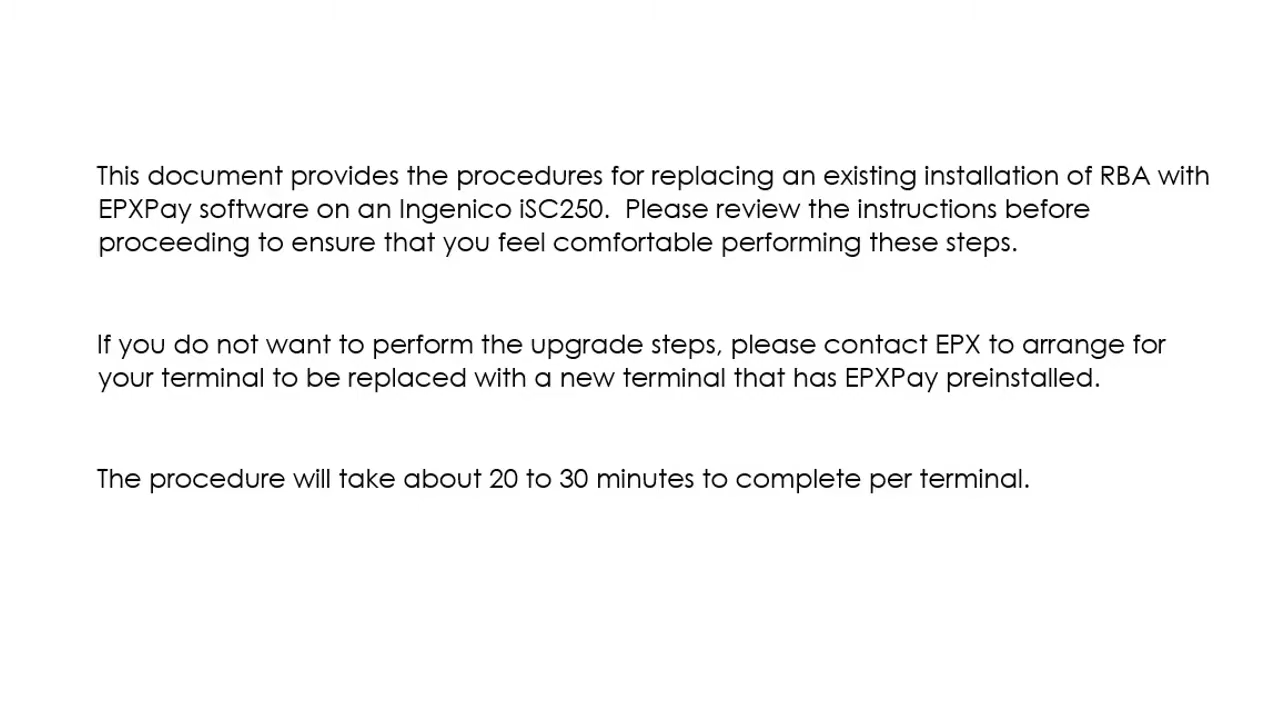 This document provides the procedures for replacing an existing installation of RBA with
EPXPay software on an Ingenico iSC250.  Please review the instructions before
proceeding to ensure that you feel comfortable performing these steps.
If you do not want to perform the upgrade steps, please contact EPX to arrange for
your terminal to be replaced with a new terminal that has EPXPay preinstalled.
The procedure will take about 20 to 30 minutes to complete per terminal.